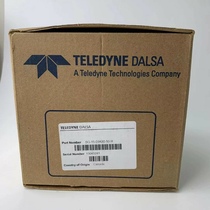 TELEDYNE DALSA
A Teledyne Technologies Company
TELEDYNE DALSA
Part Number
Serial Number
Country of Origin